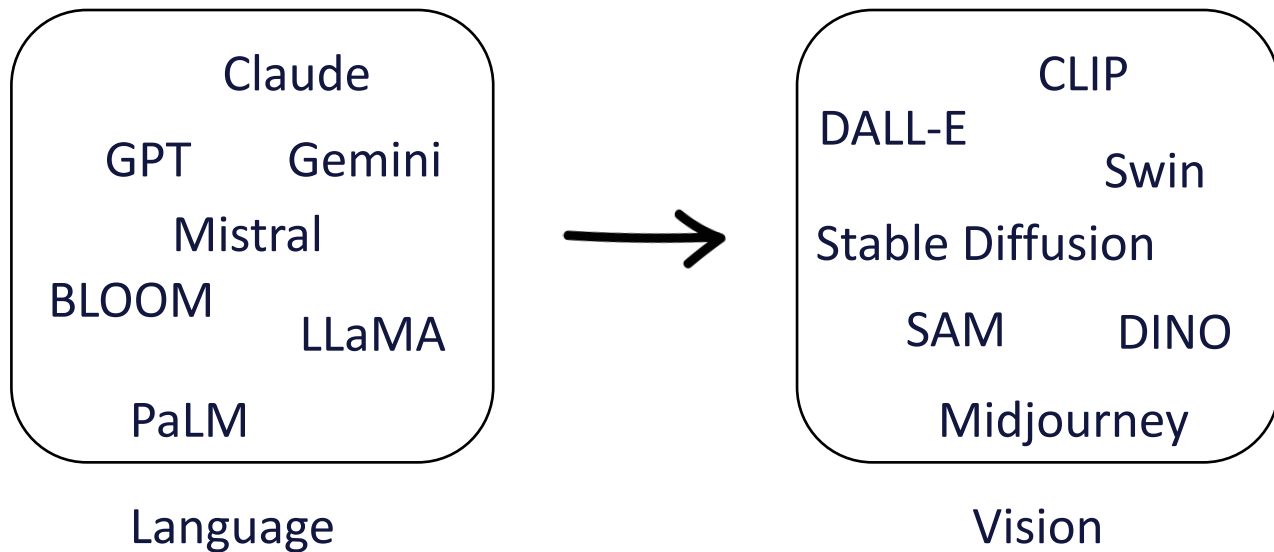 Claude
GPT Gemini
Mistral
BLOOM
LLaMA
PaLM
Language
CLIP
DALL-E
Swin
Stable Diffusion
SAM DINO
Midjourney
Vision